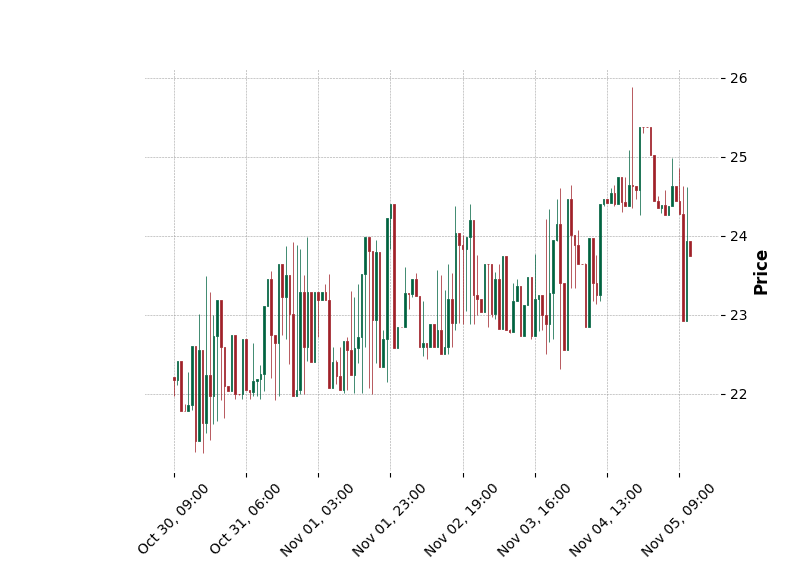 26
25
24
23
22
Price
Oct 30, 09:00
Oct 31, 06:00
Nov 01, 03:00
Nov 01, 23:00
Nov 02, 19:00
Nov 03, 16:00
Nov 04, 13:00
Nov 05, 09:00